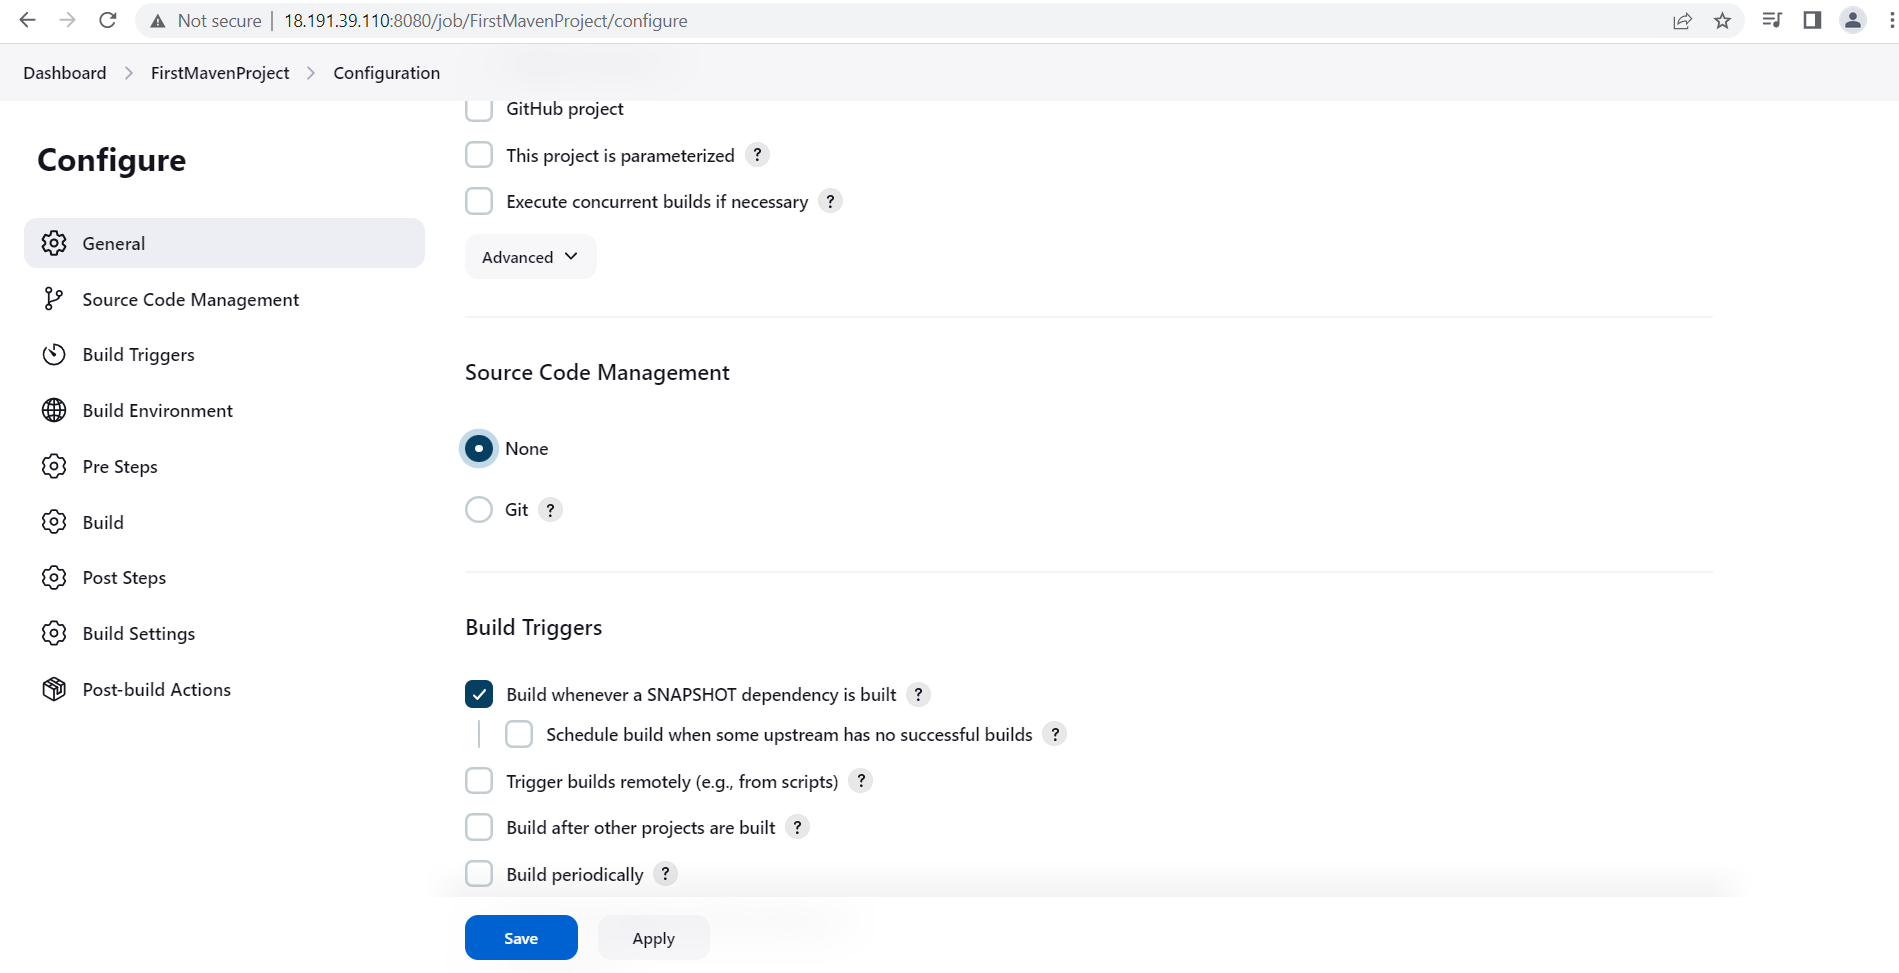 Not secure | 18.191.39.110:8080/job/FirstMavenProject/configure
Dashboard > FirstMavenProject > Configuration
Configure
General
Source Code Management
Build Triggers
Build Environment
Pre Steps
Build
Post Steps
Build Settings
Post-build Actions
GitHub project
This project is parameterized ?
Execute concurrent builds if necessary ?
Advanced
Source Code Management
None
Git ?
Build Triggers
Build whenever a SNAPSHOT dependency is built ?
Schedule build when some upstream has no successful builds ?
Trigger builds remotely (e.g., from scripts) ?
Build after other projects are built ?
Build periodically ?
Save Apply